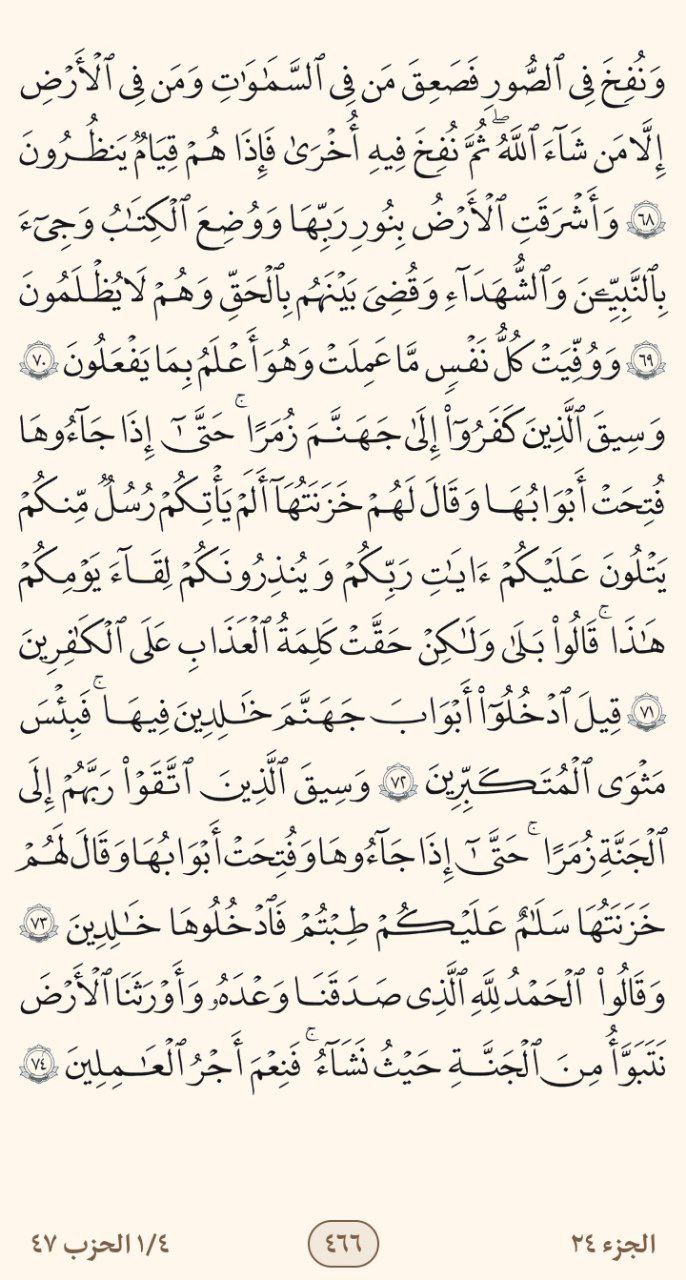 وَنُفِخَ فِي ٱلصُّورِ فَصَعِقَ مَن فِي ٱلسَّمَٰوَٰتِ وَمَن فِي ٱلۡأَرۡضِ
إِلَّا مَن شَآءَ ٱللَّهُۖ ثُمَّ نُفِخَ فِيهِ أُخۡرَىٰ فَإِذَا هُمۡ قِيَامٞ يَنظُرُونَ
٦٨ وَأَشۡرَقَتِ ٱلۡأَرۡضُ بِنُورِ رَبِّهَا وَوُضِعَ ٱلۡكِتَٰبُ وَجِاْيٓءَ
بِٱلنَّبِيِّـۧنَ وَٱلشُّهَدَآءِ وَقُضِيَ بَيۡنَهُم بِٱلۡحَقِّ وَهُمۡ لَا يُظۡلَمُونَ
٦٩ وَوُفِّيَتۡ كُلُّ نَفۡسٖ مَّا عَمِلَتۡ وَهُوَ أَعۡلَمُ بِمَا يَفۡعَلُونَ ٧٠
وَسِيقَ ٱلَّذِينَ كَفَرُوٓاْ إِلَىٰ جَهَنَّمَ زُمَرًاۖ حَتَّىٰٓ إِذَا جَآءُوهَا
فُتِحَتۡ أَبۡوَٰبُهَا وَقَالَ لَهُمۡ خَزَنَتُهَآ أَلَمۡ يَأۡتِكُمۡ رُسُلٞ مِّنكُمۡ
يَتۡلُونَ عَلَيۡكُمۡ ءَايَٰتِ رَبِّكُمۡ وَيُنذِرُونَكُمۡ لِقَآءَ يَوۡمِكُمۡ
هَٰذَاۚ قَالُواْ بَلَىٰ وَلَٰكِنۡ حَقَّتۡ كَلِمَةُ ٱلۡعَذَابِ عَلَى ٱلۡكَٰفِرِينَ
٧١ قِيلَ ٱدۡخُلُوٓاْ أَبۡوَٰبَ جَهَنَّمَ خَٰلِدِينَ فِيهَاۖ فَبِئۡسَ
مَثۡوَى ٱلۡمُتَكَبِّرِينَ ٧٢ وَسِيقَ ٱلَّذِينَ ٱتَّقَوۡاْ رَبَّهُمۡ إِلَى
ٱلۡجَنَّةِ زُمَرًاۖ حَتَّىٰٓ إِذَا جَآءُوهَا وَفُتِحَتۡ أَبۡوَٰبُهَا وَقَالَ لَهُمۡ
خَزَنَتُهَا سَلَٰمٌ عَلَيۡكُمۡ طِبۡتُمۡ فَٱدۡخُلُوهَا خَٰلِدِينَ ٧٣
وَقَالُواْ ٱلۡحَمۡدُ لِلَّهِ ٱلَّذِي صَدَقَنَا وَعۡدَهُۥ وَأَوۡرَثَنَا ٱلۡأَرۡضَ
نَتَبَوَّأُ مِنَ ٱلۡجَنَّةِ حَيۡثُ نَشَآءُۖ فَنِعۡمَ أَجۡرُ ٱلۡعَٰمِلِينَ ٧٤
الجزء ٢٤ ٤٦٦ ١/٤ الحزب ٤٧